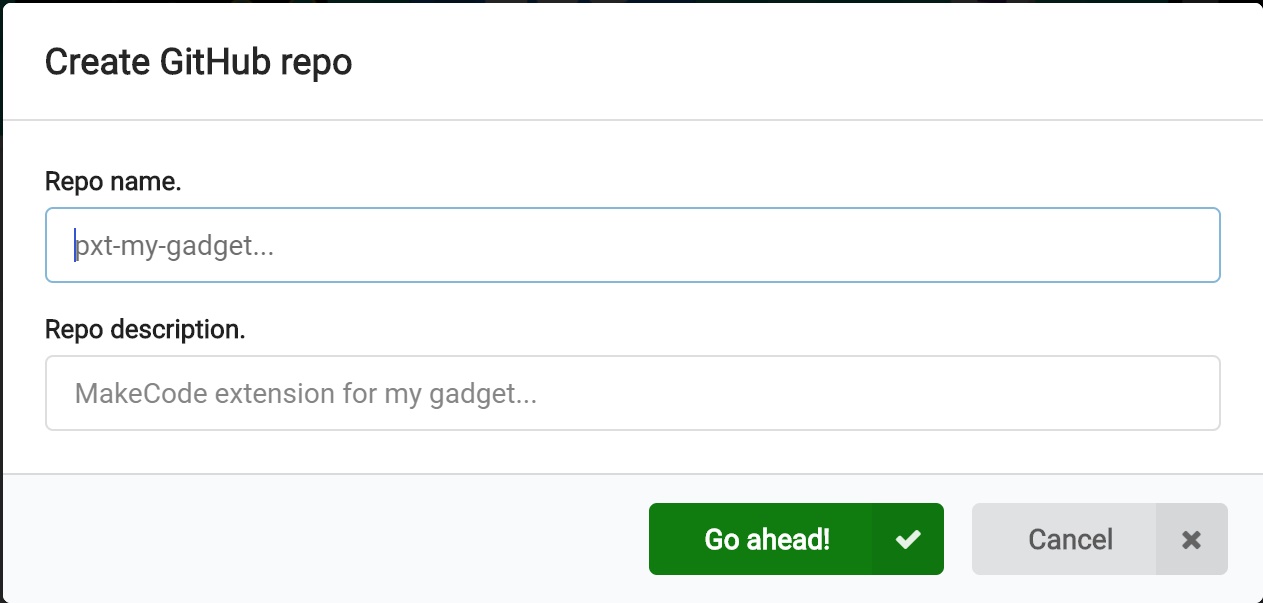 Create GitHub repo
Repo name.
pxt-my-gadget...
Repo description.
MakeCode extension for my gadget...
Go ahead!
Cancel